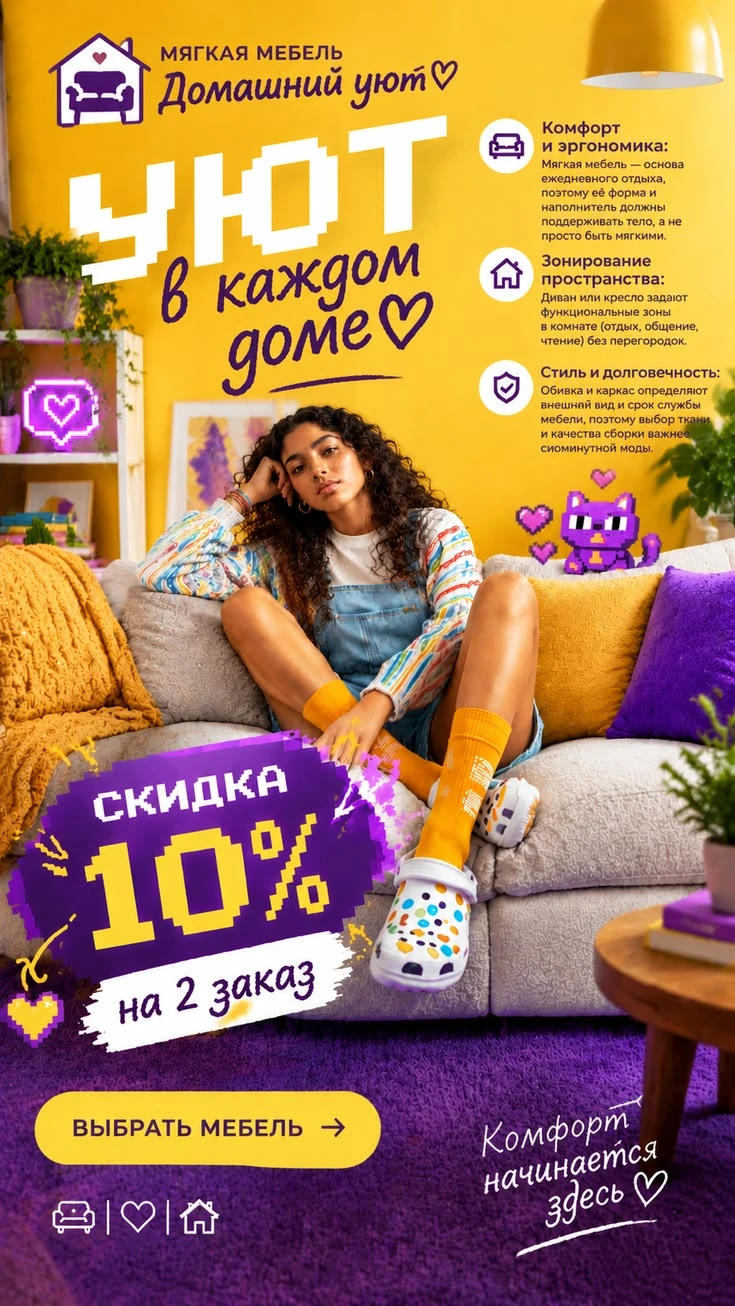 МЯГКАЯ МЕБЕЛЬ
Домашний уют
УЮТ
в каждом
доме
Комфорт
и эргономика:
Мягкая мебель — основа
ежедневного отдыха,
поэтому её форма и
наполнитель должны
поддерживать тело, а не
просто быть мягкими.
Зонирование
пространства:
Диван или кресло задают
функциональные зоны
в комнате (отдых, общение,
чтение) без перегородок.
Стиль и долговечность:
Обивка и каркас определяют
внешний вид и срок службы
мебели, поэтому выбор ткани
и качества сборки важнее
сиюминутной моды.
СКИДКА
10%
на 2 заказ
ВЫБРАТЬ МЕБЕЛЬ →
Комфорт
начинается
здесь